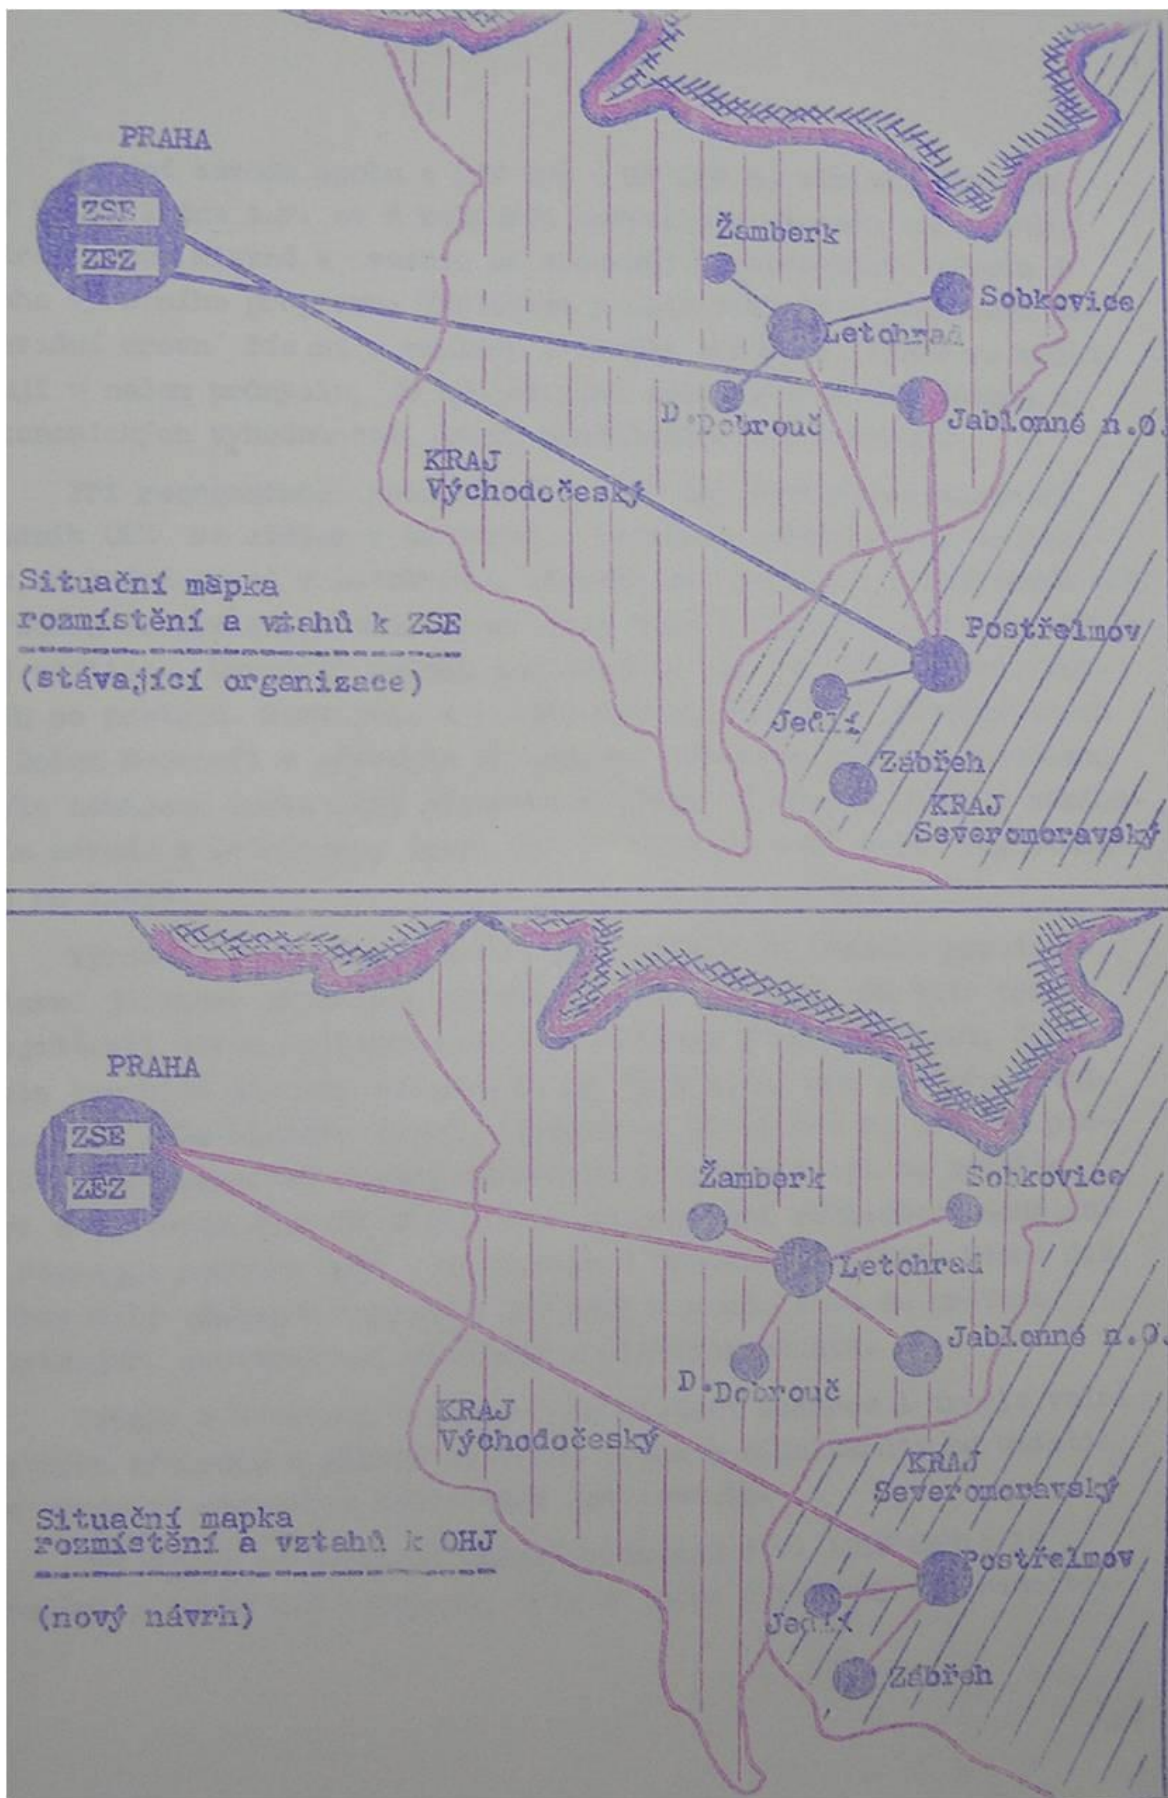 PRAHA
ZSE
ZEZ
Žamberk
Sobkovice
Letohrad
D.Dobrouč
Jablonné n.O.
KRAJ
Východočeský
Situační mapka
rozmístění a vztahů k ZSE
(stávající organizace)
Postřelmov
Jedlí
Zábřeh
KRAJ
Severomoravský
PRAHA
ZSE
ZEZ
Žamberk
Sobkovice
Letohrad
Jablonné n.O.
D.Dobrouč
KRAJ
Východočeský
KRAJ
Severomoravský
Situační mapka
rozmístění a vztahů k OHJ
(nový návrh)
Postřelmov
Jedlí
Zábřeh